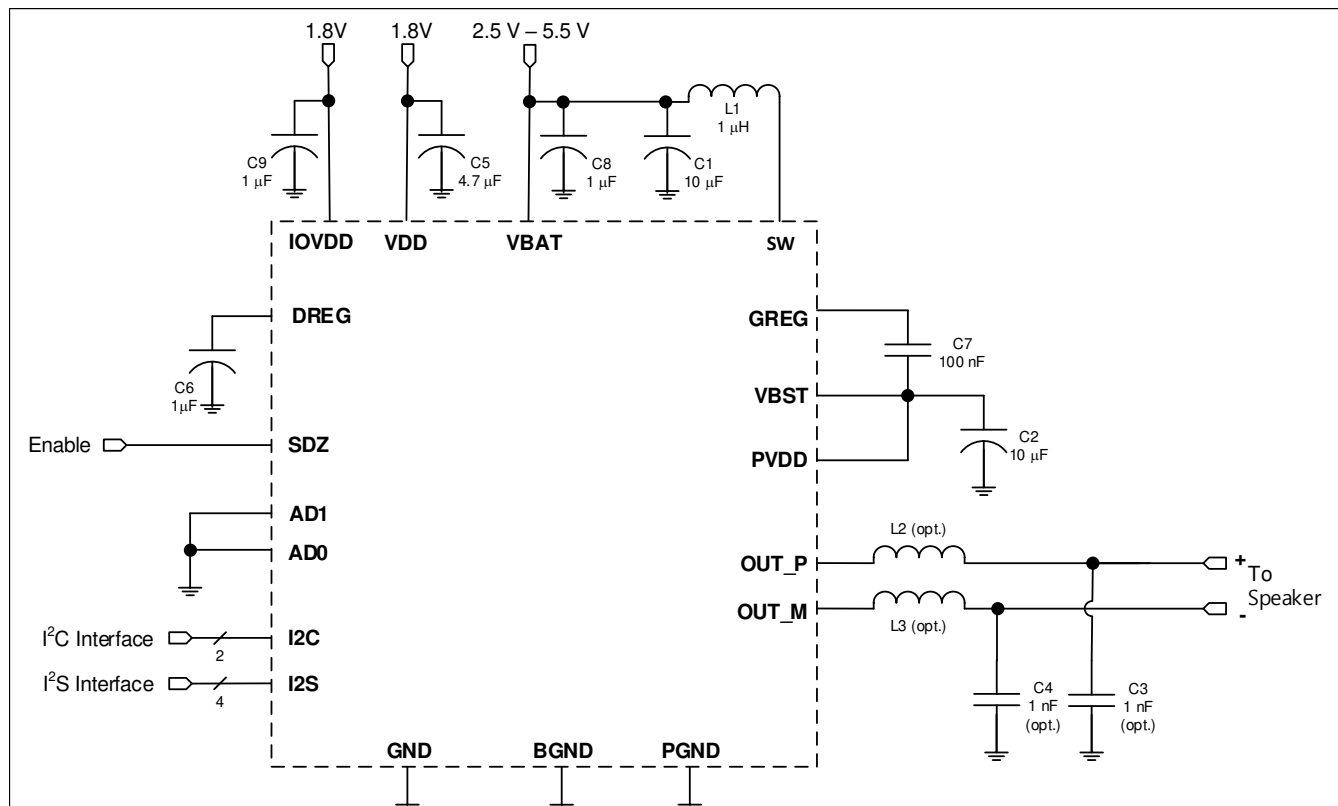 1.8V
1.8V
2.5 V – 5.5 V
L1
1 μH
C9
1 μF
C5
4.7 μF
C8
1 μF
C1
10 μF
IOVDD
VDD
VBAT
SW
DREG
GREG
C7
100 nF
C6
1μF
VBST
C2
10 μF
Enable
SDZ
PVDD
AD1
AD0
L2 (opt.)
OUT_P
+
To
Speaker
OUT_M
-
L3 (opt.)
I²C Interface
2
I2C
I²S Interface
4
I2S
C4
1 nF
(opt.)
C3
1 nF
(opt.)
GND
BGND
PGND